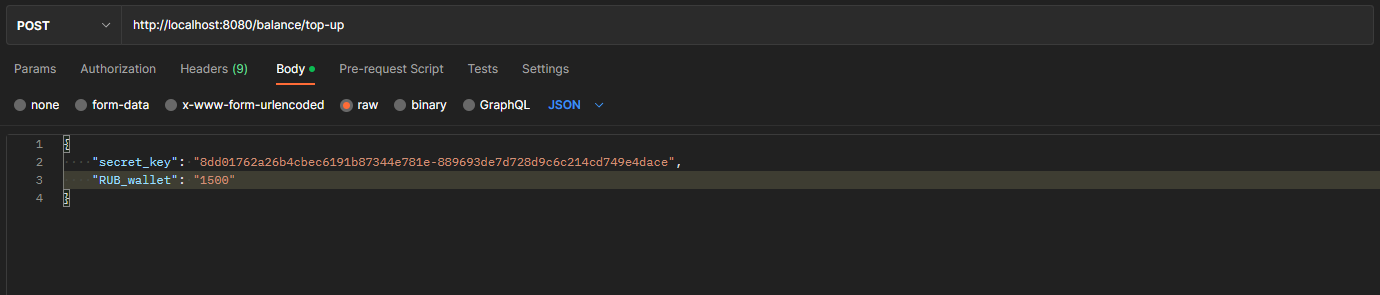 POST http://localhost:8080/balance/top-up
Params Authorization Headers (9) Body Pre-request Script Tests Settings
none form-data x-www-form-urlencoded raw binary GraphQL JSON
1 {
2 "secret_key": "8dd01762a26b4cbec6191b87344e781e-889693de7d728d9c6c214cd749e4dace",
3 "RUB_wallet": "1500"
4 }